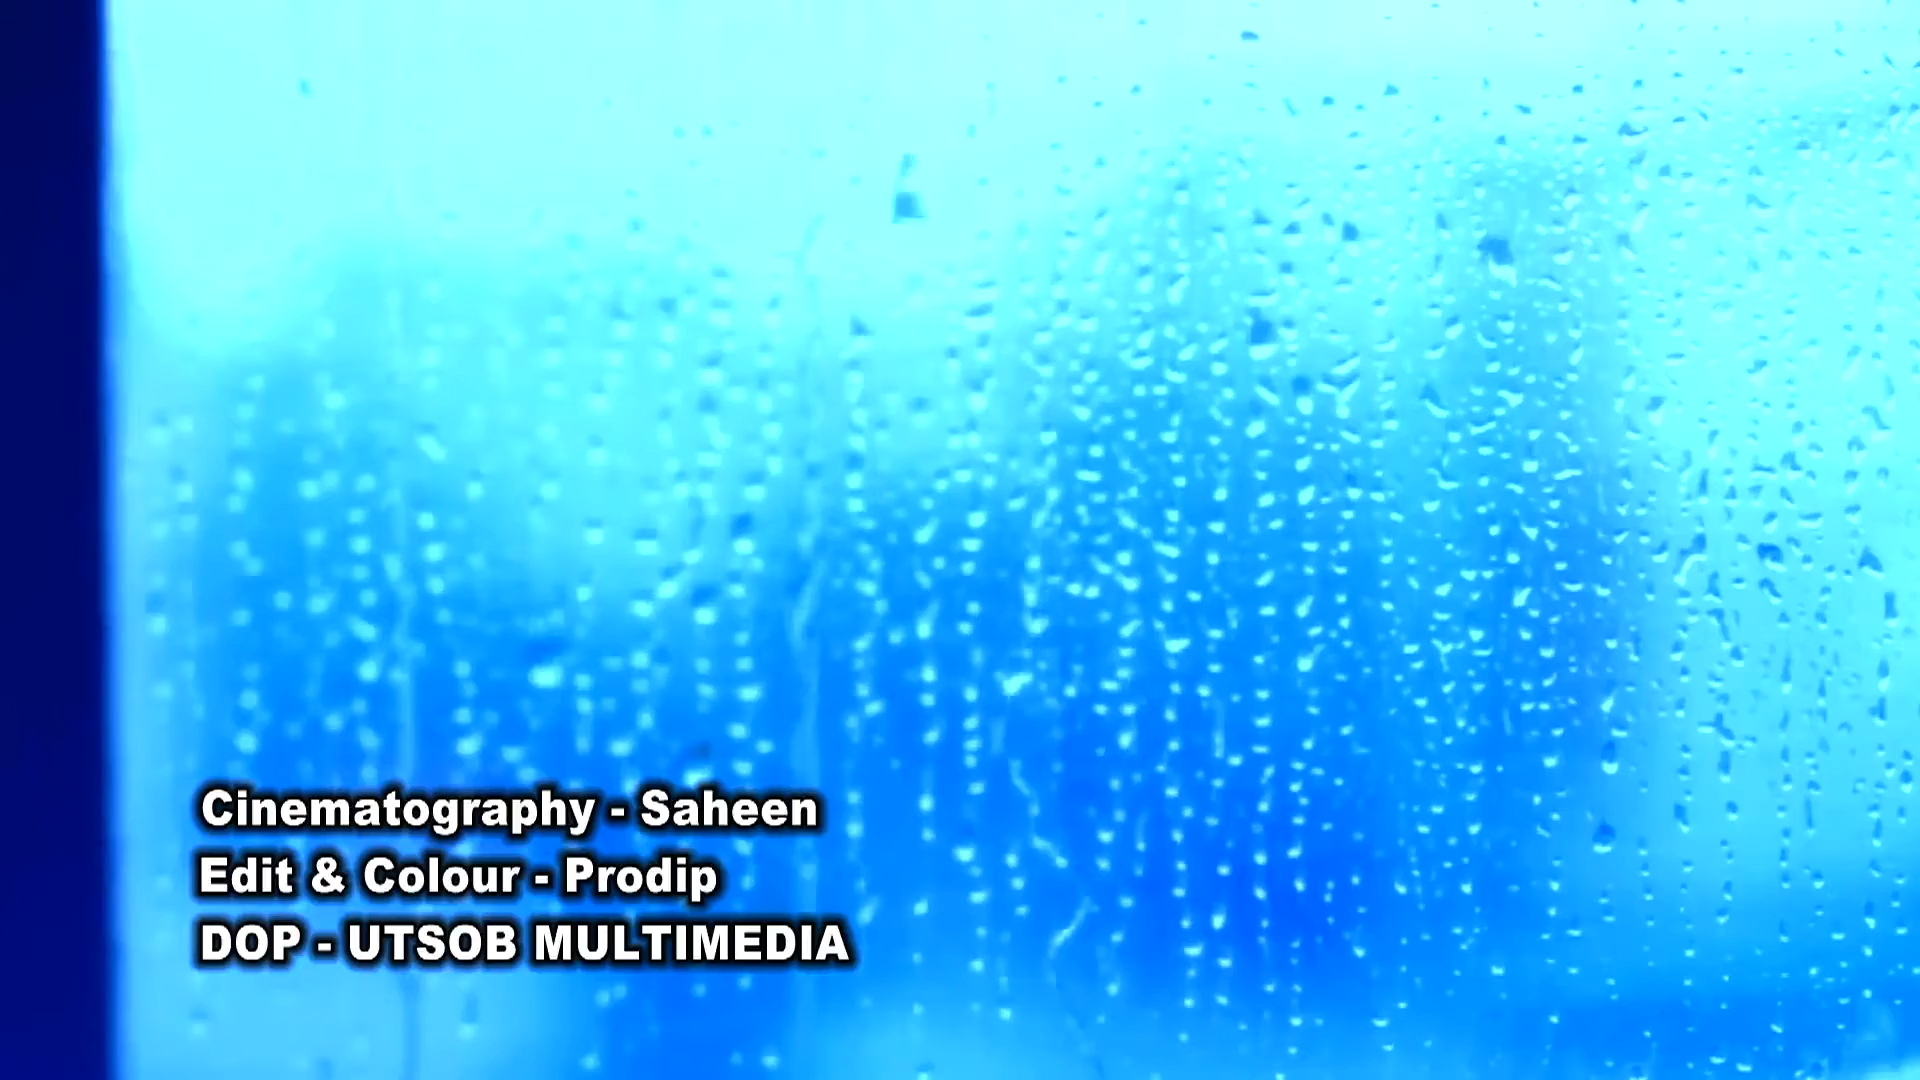 Cinematography - Saheen
Edit & Colour - Prodip
DOP - UTSOB MULTIMEDIA